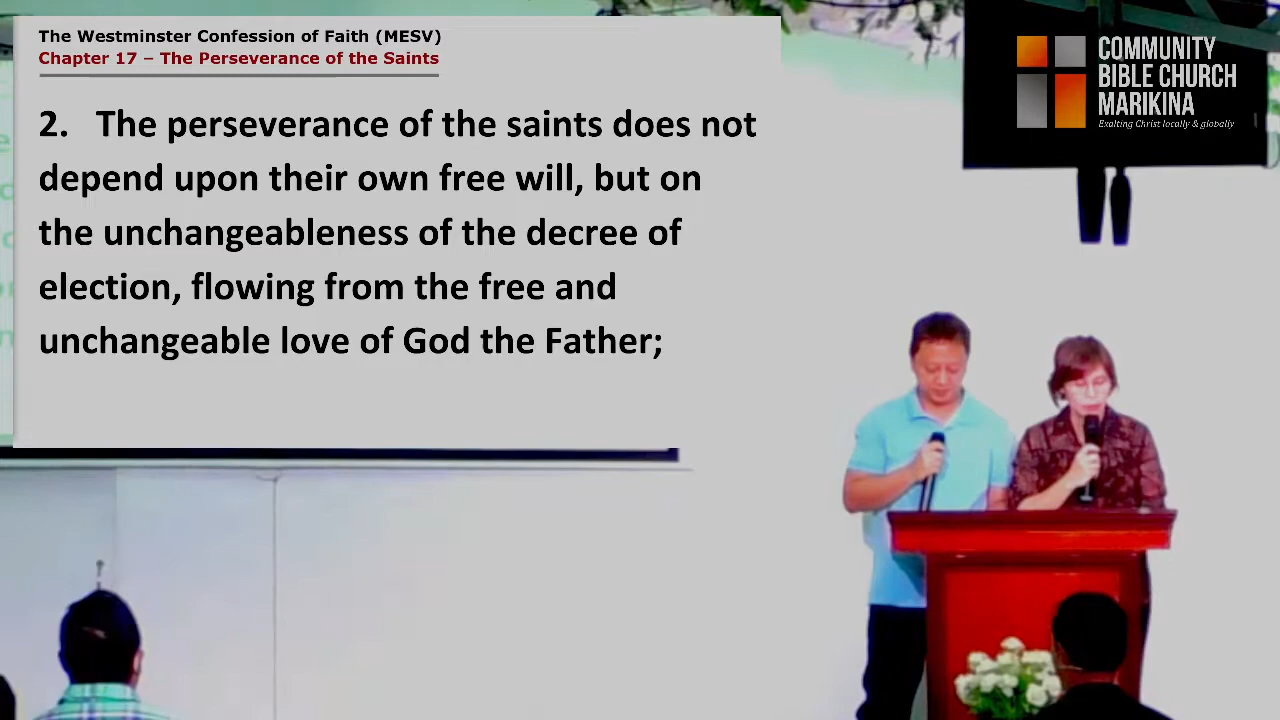 The Westminster Confession of Faith (MESV)
Chapter 17 – The Perseverance of the Saints
2. The perseverance of the saints does not
depend upon their own free will, but on
the unchangeableness of the decree of
election, flowing from the free and
unchangeable love of God the Father;
COMMUNITY
BIBLE CHURCH
MARIKINA
Exalting Christ locally & globally